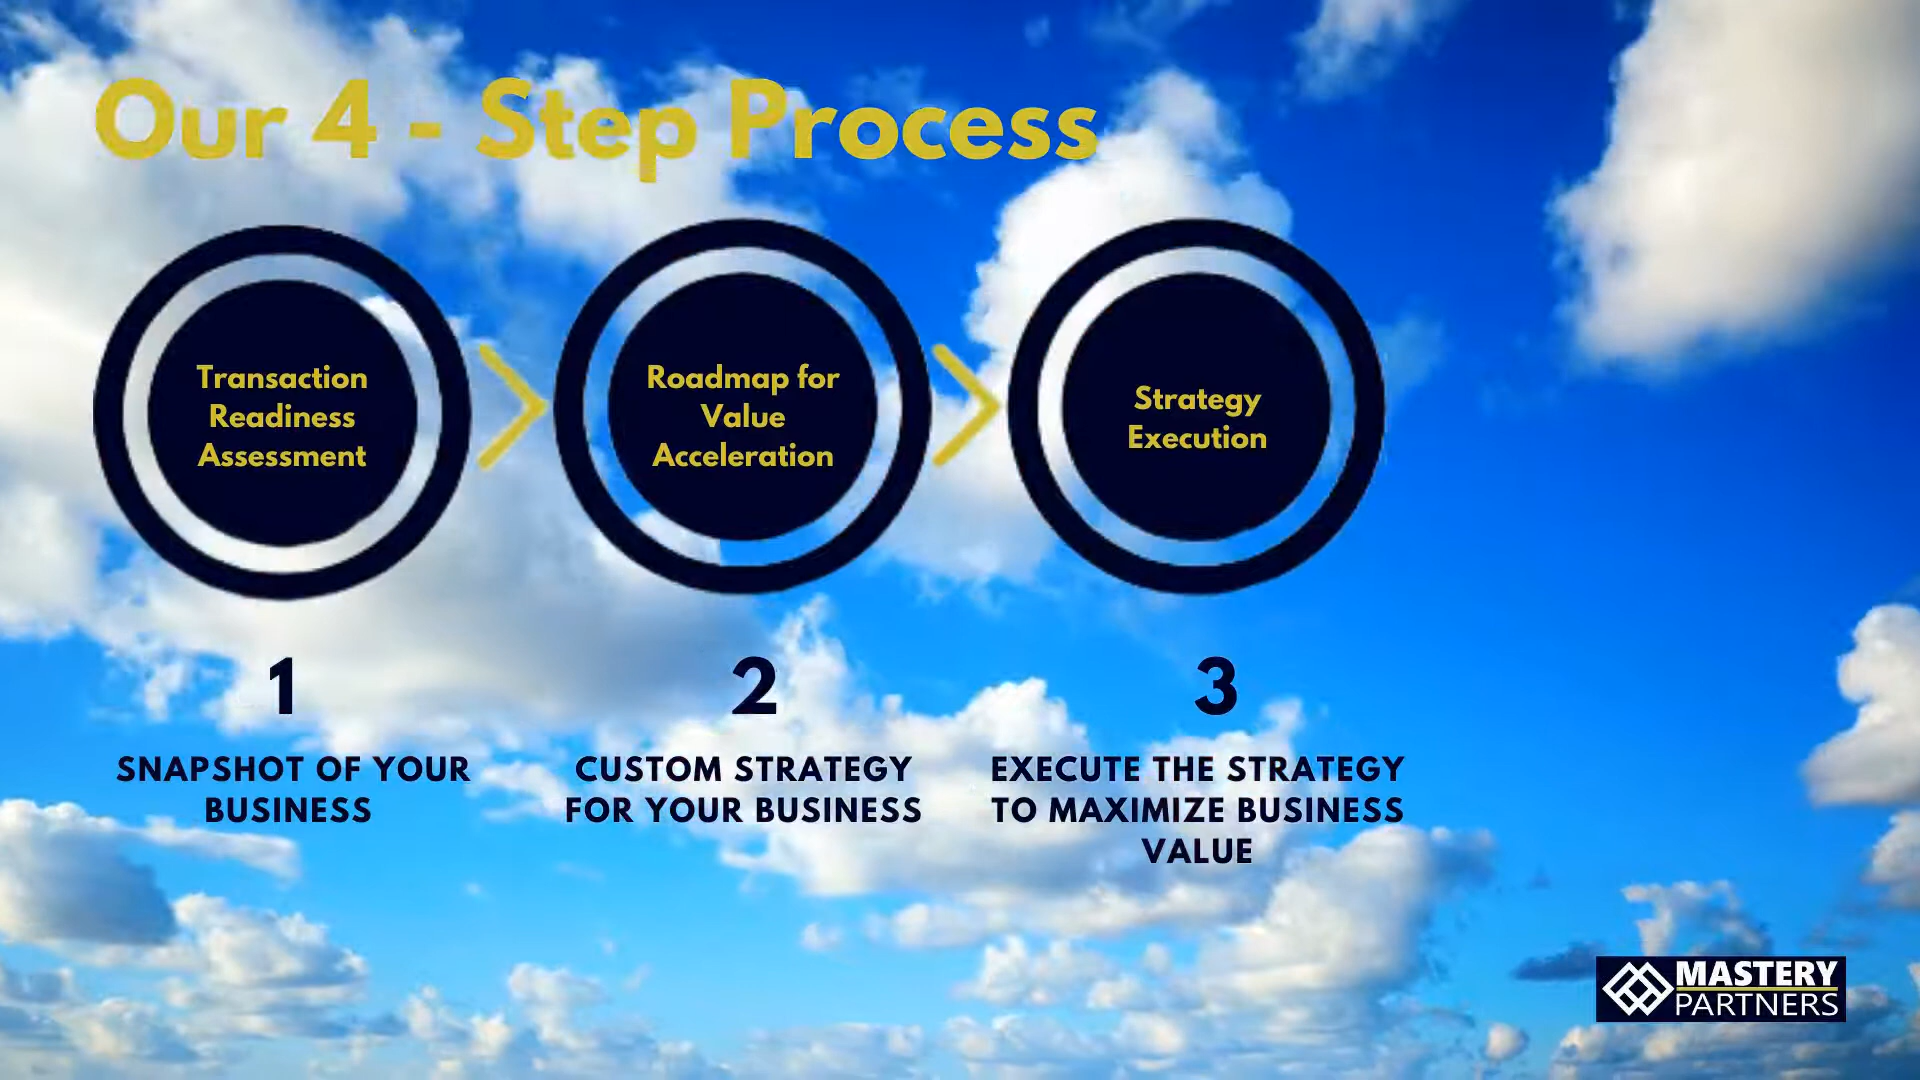 Our 4 - Step Process
Transaction
Readiness
Assessment
Roadmap for
Value
Acceleration
Strategy
Execution
1
2
3
SNAPSHOT OF YOUR
BUSINESS
CUSTOM STRATEGY
FOR YOUR BUSINESS
EXECUTE THE STRATEGY
TO MAXIMIZE BUSINESS
VALUE
MASTERY
PARTNERS